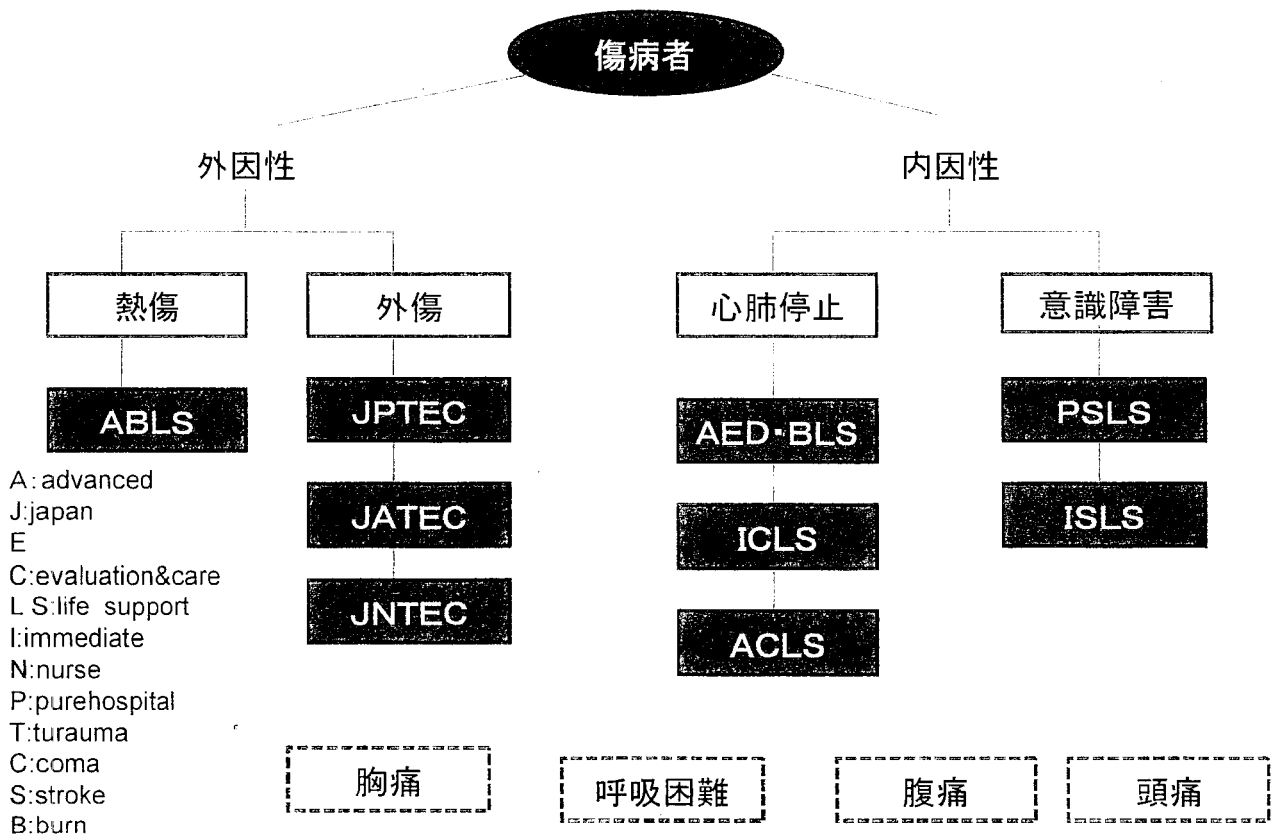 傷病者
外因性
内因性
熱傷
外傷
心肺停止
意識障害
ABLS
JPTEC
AED・BLS
PSLS
JATEC
ICLS
ISLS
JNTEC
ACLS
A:advanced
J:japan
E
C:evaluation&care
L S:life support
I:immediate
N:nurse
P:purehospital
T:turauma
C:coma
S:stroke
B:burn
胸痛
呼吸困難
腹痛
頭痛